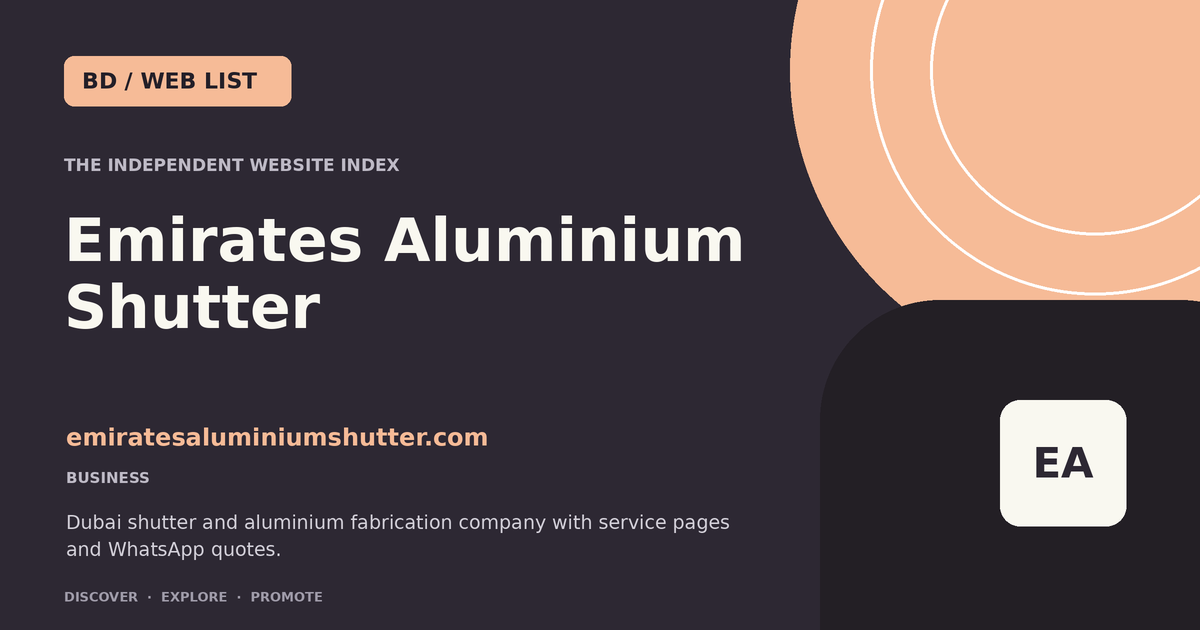 BD / WEB LIST
THE INDEPENDENT WEBSITE INDEX
Emirates Aluminium
Shutter
emiratesaluminiumshutter.com
BUSINESS
Dubai shutter and aluminium fabrication company with service pages
and WhatsApp quotes.
EA
DISCOVER · EXPLORE · PROMOTE